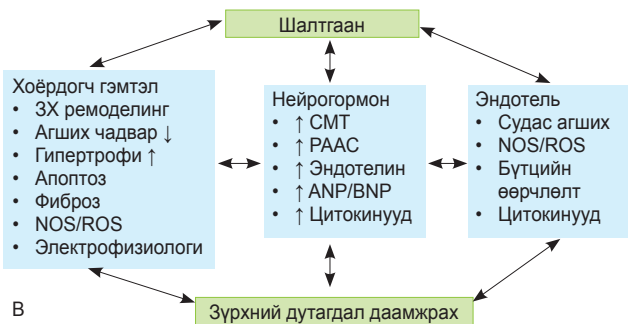 Шалтгаан
Хоёрдогч гэмтэл
• ЗХ ремоделинг
• Агших чадвар ↓
• Гипертрофи ↑
• Апоптоз
• Фиброз
• NOS/ROS
• Электрофизиологи
Нейрогормон
• ↑ СМТ
• ↑ РААС
• ↑ Эндотелин
• ↑ ANP/BNP
• ↑ Цитокинууд
Эндотель
• Судас агших
• NOS/ROS
• Бүтцийн
өөрчлөлт
• Цитокинууд
Зүрхний дутагдал даамжрах
В